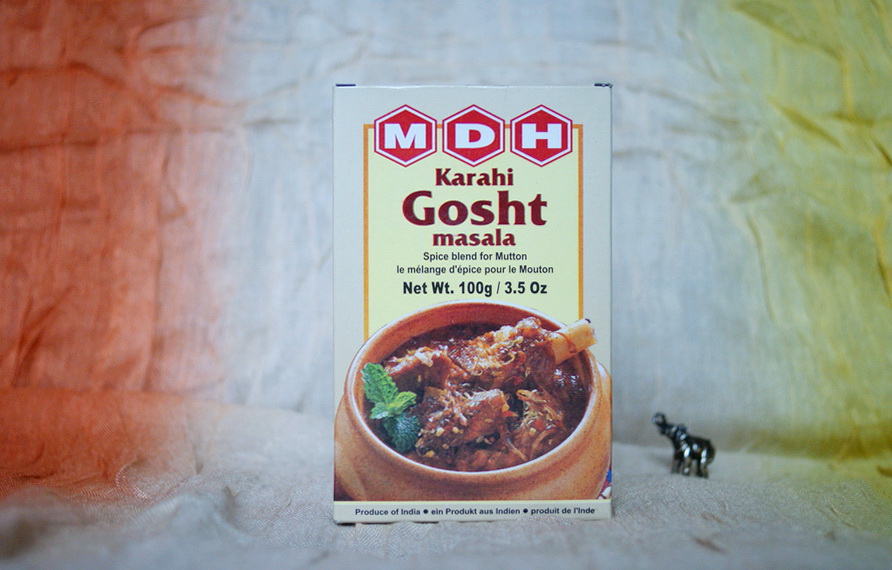 MDH
Karahi
Gosht
masala
Spice blend for Mutton
le mélange d'épice pour le Mouton
Net Wt. 100g / 3.5 Oz
Produce of India ● ein Produkt aus Indien ● produit de l'Inde